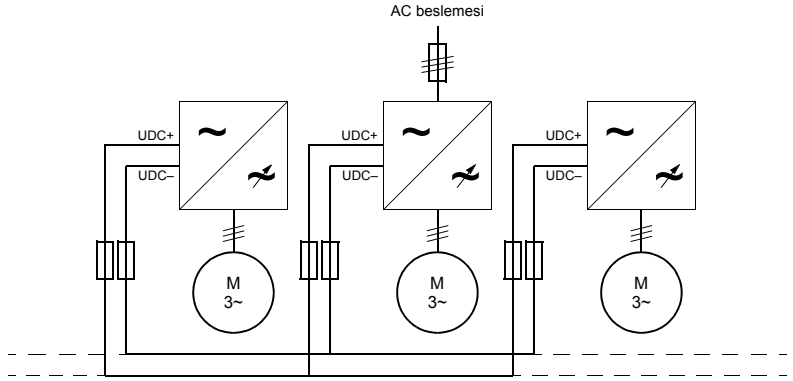 AC beslemesi
UDC+ UDC+ UDC+
UDC– UDC– UDC–
M M M
3~ 3~ 3~